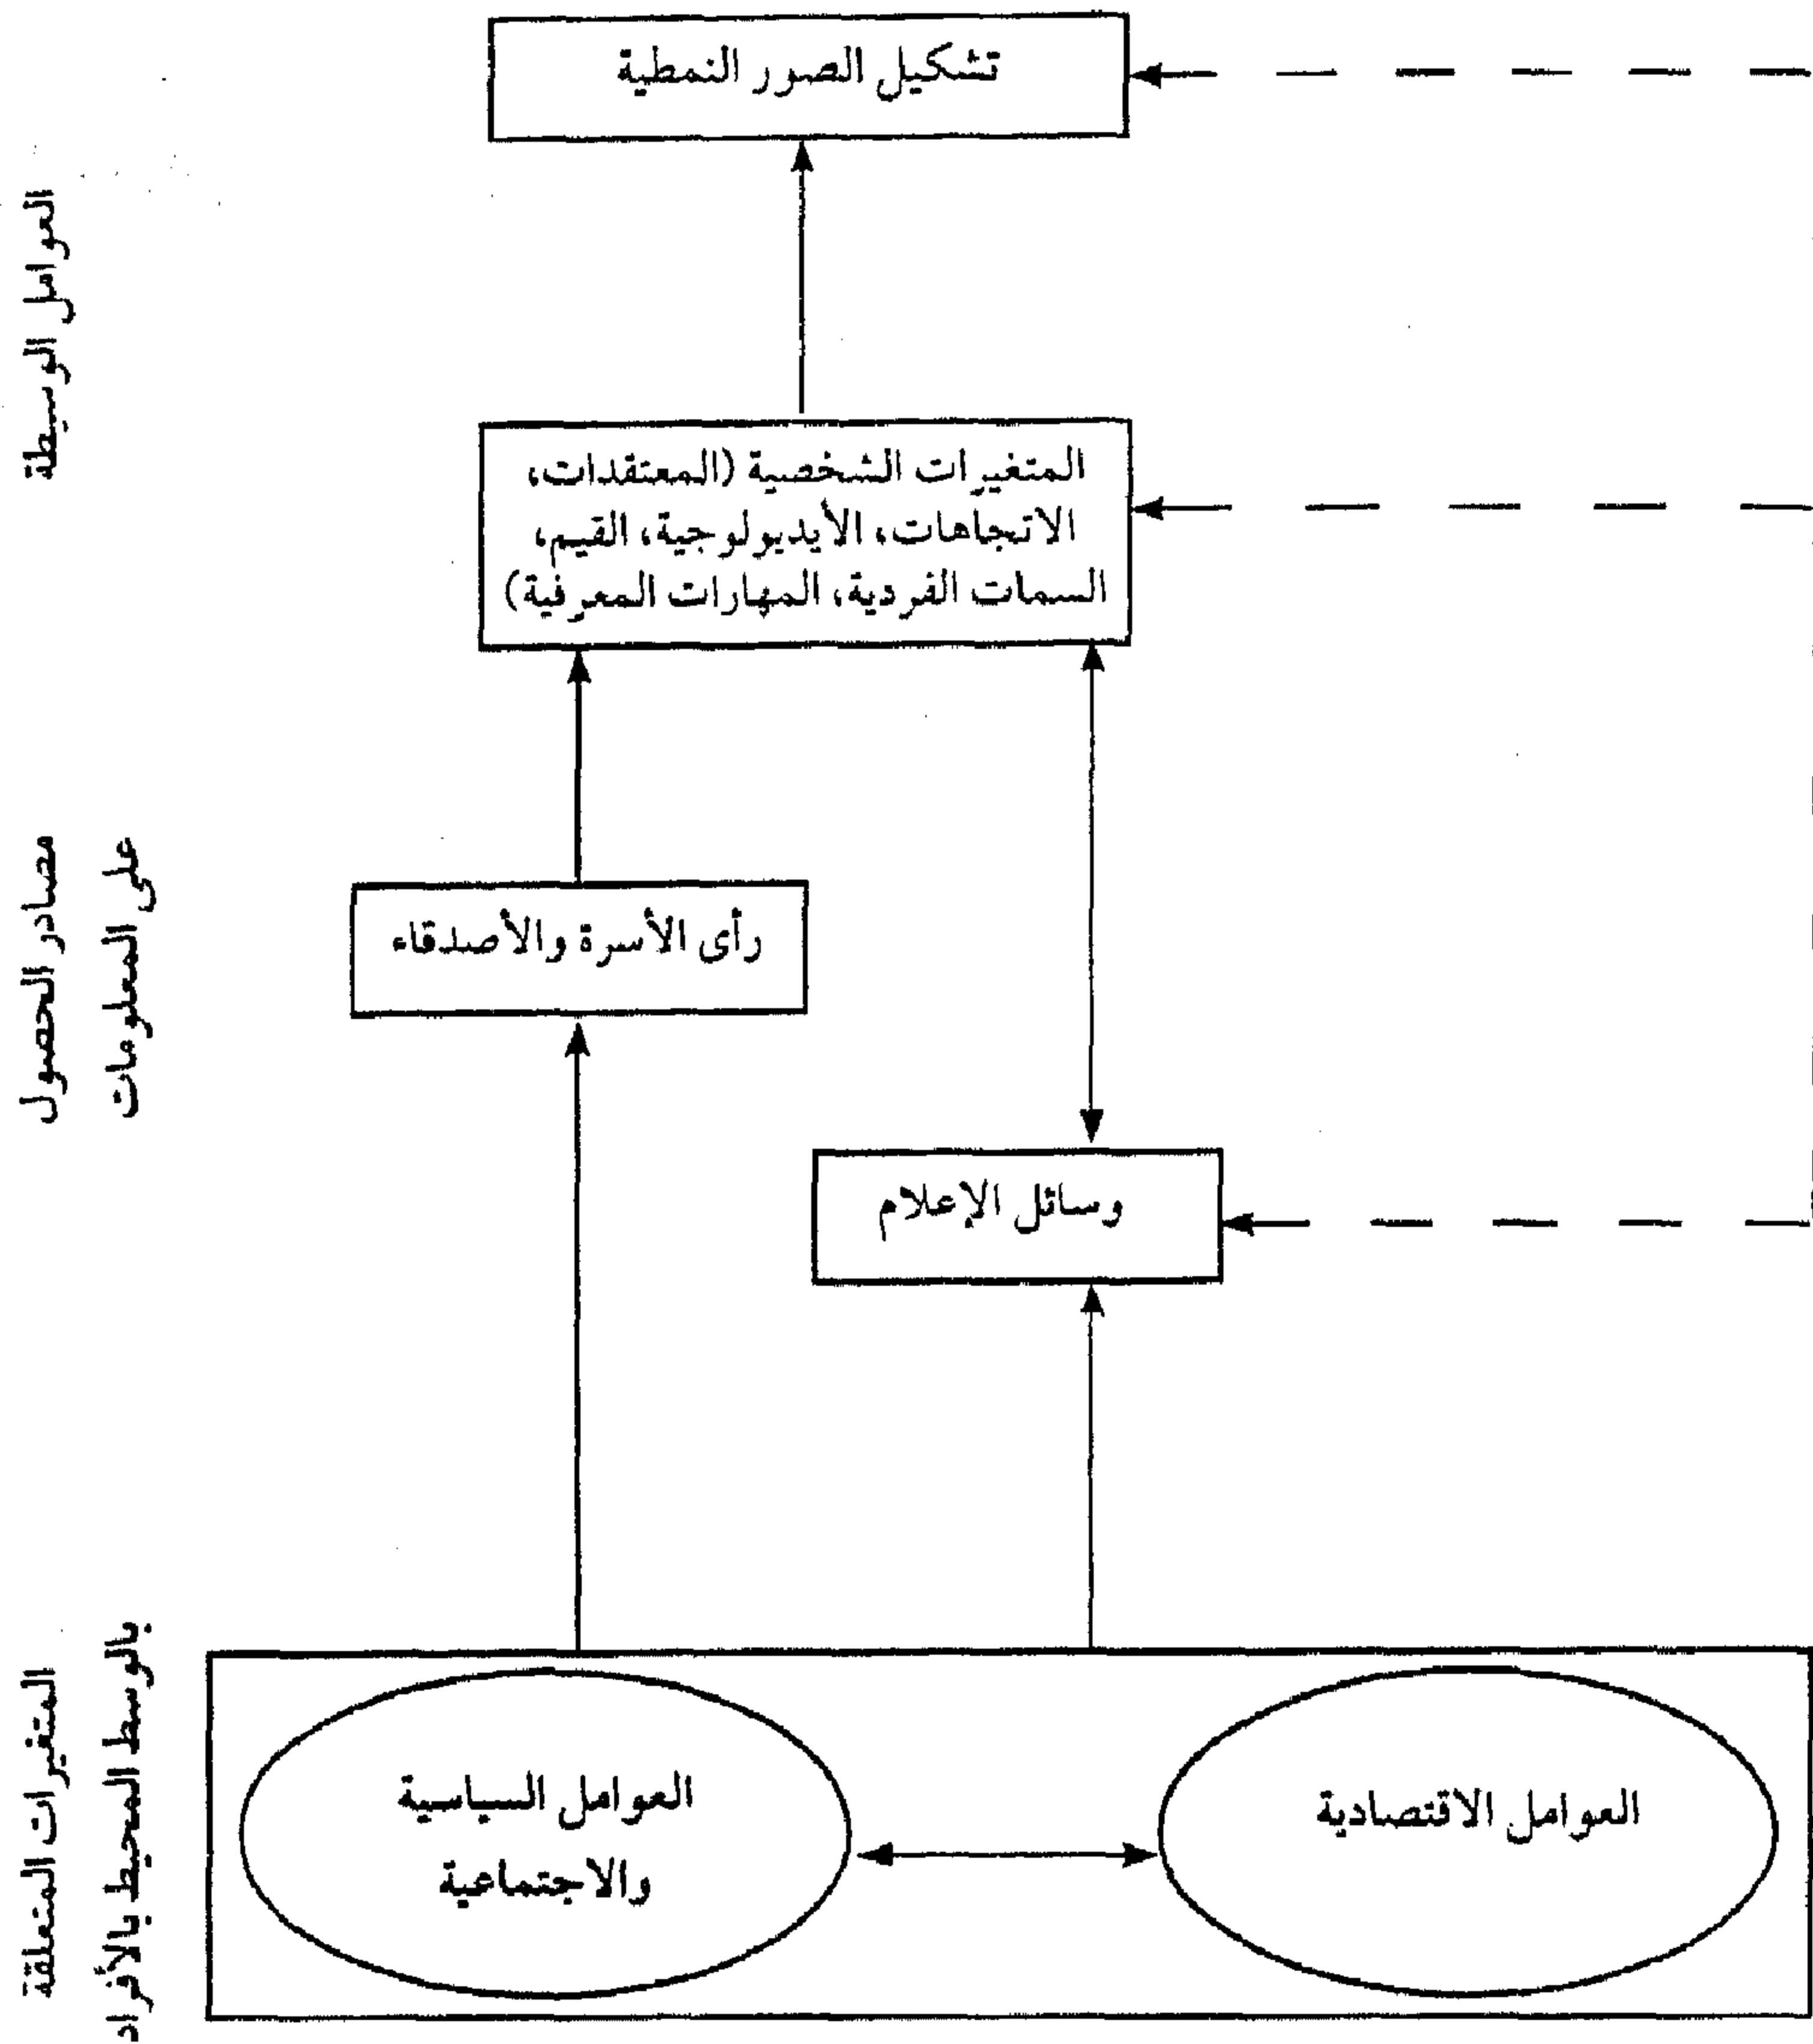 تشكيل الصور النمطية
العوامل الوسيطة
المتغيرات الشخصية (المعتقدات،
الاتجاهات، الأيديولوجية، القيم،
السمات الفردية، المهارات المعرفية)
مصادر الحصول
على المعلومات
رأى الأسرة والأصدقاء
وسائل الإعلام
المتغيرات المتعلقة
بالوسط المحيط بالأفراد
العوامل السياسية
والاجتماعية
العوامل الاقتصادية